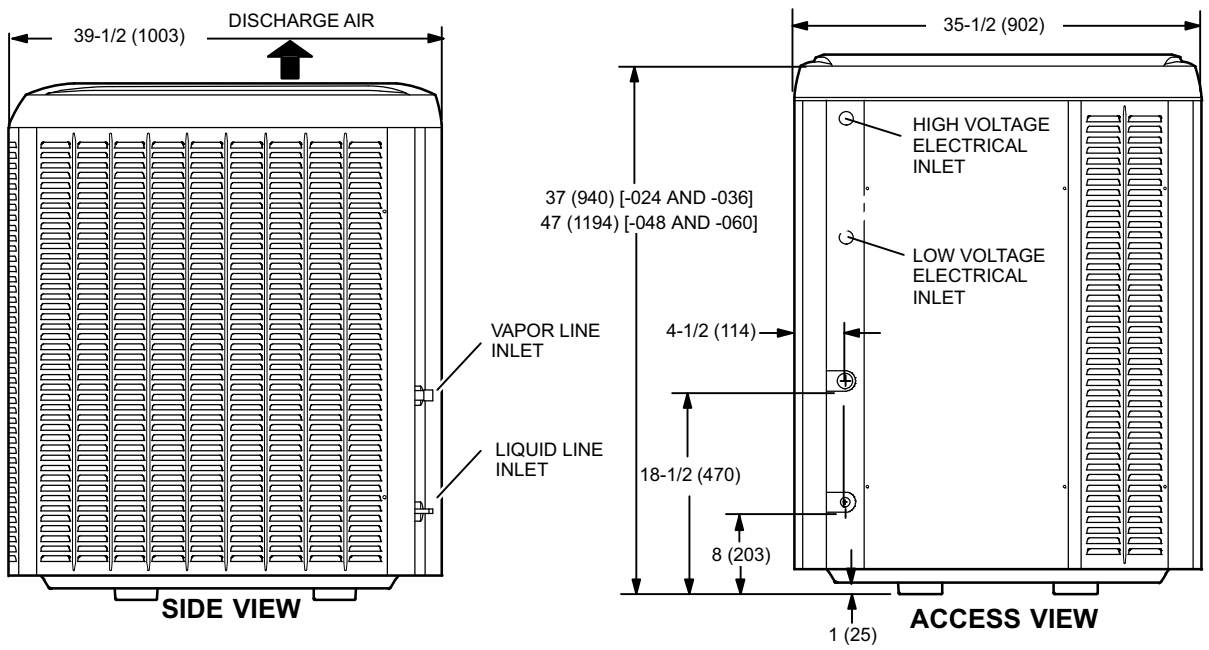 DISCHARGE AIR
39-1/2 (1003)
VAPOR LINE
INLET
LIQUID LINE
INLET
SIDE VIEW
35-1/2 (902)
HIGH VOLTAGE
ELECTRICAL
INLET
37 (940) [-024 AND -036]
47 (1194) [-048 AND -060]
LOW VOLTAGE
ELECTRICAL
INLET
4-1/2 (114)
18-1/2 (470)
8 (203)
1 (25)
ACCESS VIEW